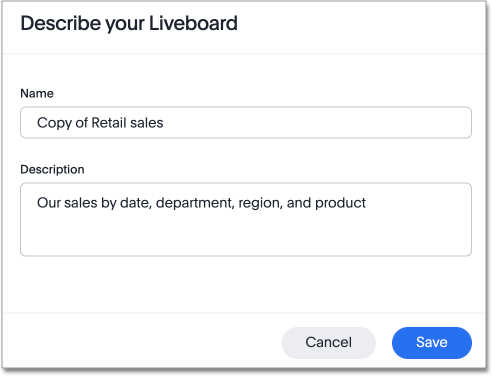 Describe your Liveboard
Name
Copy of Retail sales
Description
Our sales by date, department, region, and product
Cancel
Save